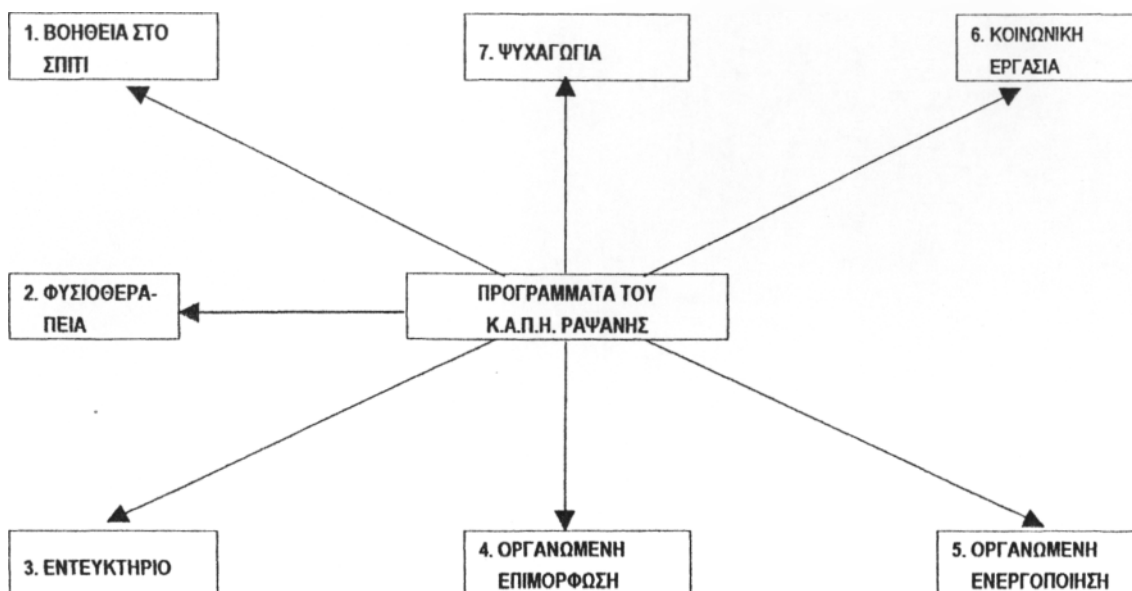 1. ΒΟΗΘΕΙΑ ΣΤΟ
ΣΠΙΤΙ
7. ΨΥΧΑΓΩΓΙΑ
6. ΚΟΙΝΩΝΙΚΗ
ΕΡΓΑΣΙΑ
2. ΦΥΣΙΟΘΕΡΑ-
ΠΕΙΑ
ΠΡΟΓΡΑΜΜΑΤΑ ΤΟΥ
Κ.Α.Π.Η. ΡΑΨΑΝΗΣ
3. ΕΝΤΕΥΚΤΗΡΙΟ
4. ΟΡΓΑΝΩΜΕΝΗ
ΕΠΙΜΟΡΦΩΣΗ
5. ΟΡΓΑΝΩΜΕΝΗ
ΕΝΕΡΓΟΠΟΙΗΣΗ